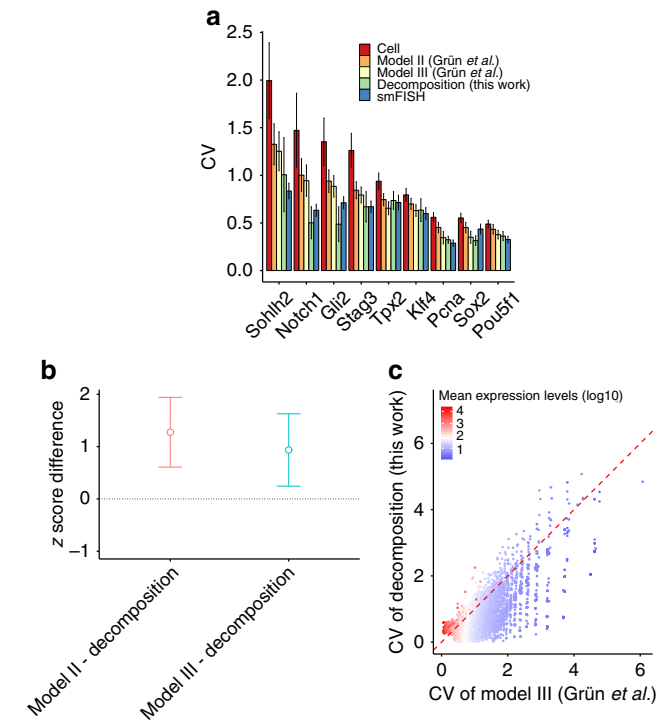 a
2.5
2.0
1.5
1.0
0.5
0.0
CV
Cell
Model II (Grün et al.)
Model III (Grün et al.)
Decomposition (this work)
smFISH
Sohlh2
Notch1
Gli2
Stag3
Tpx2
Klf4
Pcna
Sox2
Pou5f1
b
2
1
0
−1
z score difference
Model II - decomposition
Model III - decomposition
c
Mean expression levels (log10)
4
3
2
1
6
4
2
0
CV of decomposition (this work)
0 2 4 6
CV of model III (Grün et al.)